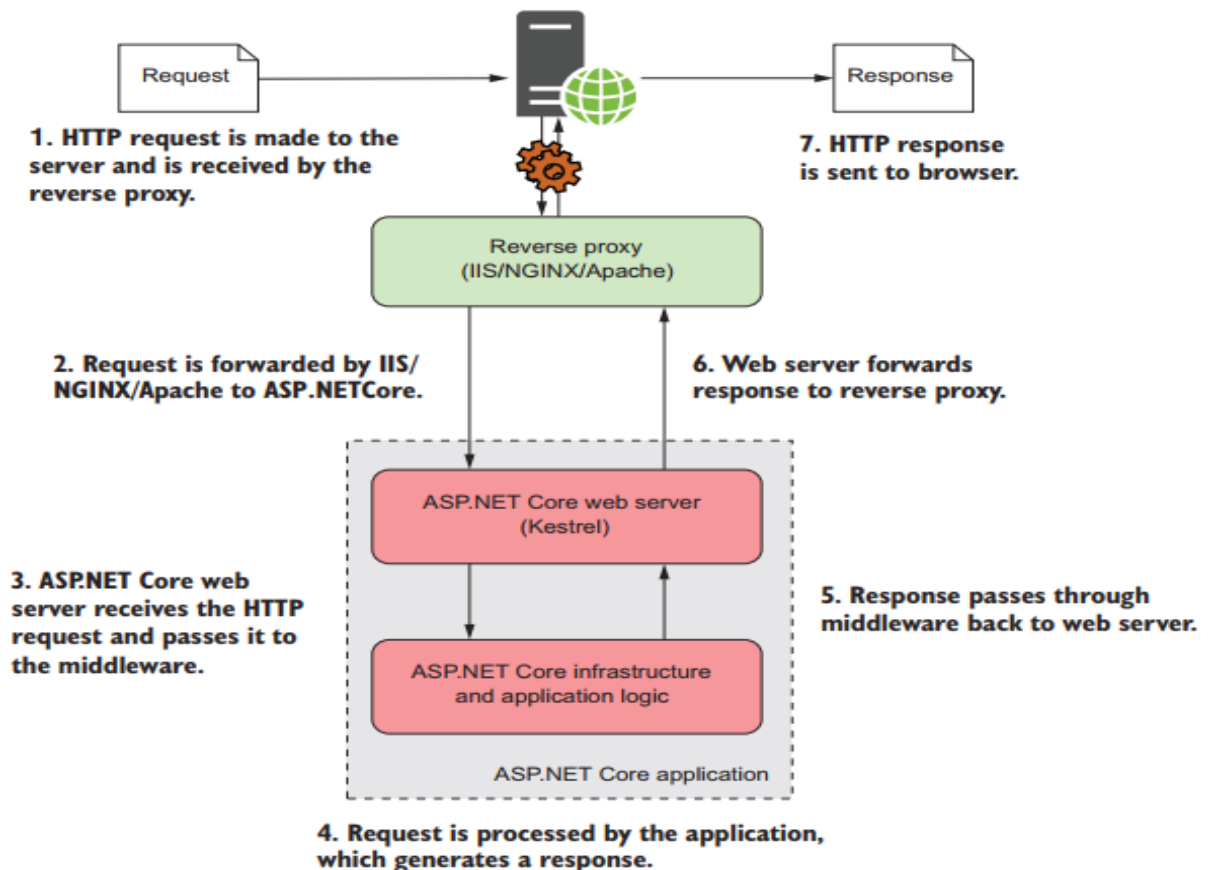 Request
Response
1. HTTP request is made to the
server and is received by the
reverse proxy.
7. HTTP response
is sent to browser.
Reverse proxy
(IIS/NGINX/Apache)
2. Request is forwarded by IIS/
NGINX/Apache to ASP.NETCore.
6. Web server forwards
response to reverse proxy.
ASP.NET Core web server
(Kestrel)
3. ASP.NET Core web
server receives the HTTP
request and passes it to
the middleware.
5. Response passes through
middleware back to web server.
ASP.NET Core infrastructure
and application logic
ASP.NET Core application
4. Request is processed by the application,
which generates a response.